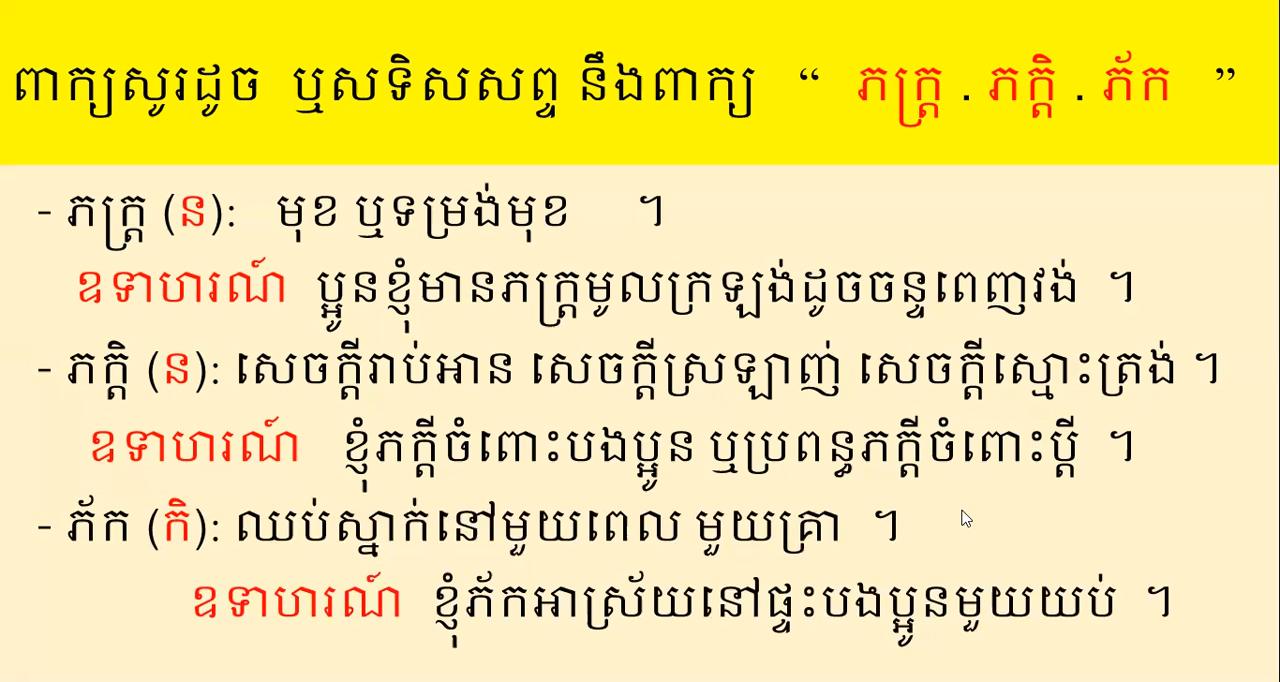 ពាក្យសូរដូច ឬសទិសសព្ទ នឹងពាក្យ “ ភក្ត្រ . ភក្តិ . ភ័ក ”
- ភក្ត្រ (ន): មុខ ឬទម្រង់មុខ ។
ឧទាហរណ៍ ប្អូនខ្ញុំមានភក្ត្រមូលក្រឡង់ដូចចន្ទពេញវង់ ។
- ភក្តិ (ន): សេចក្តីរាប់អាន សេចក្តីស្រឡាញ់ សេចក្តីស្មោះត្រង់ ។
ឧទាហរណ៍ ខ្ញុំភក្តីចំពោះបងប្អូន ឬប្រពន្ធភក្តីចំពោះប្តី ។
- ភ័ក (កិ): ឈប់ស្នាក់នៅមួយពេល មួយគ្រា ។
ឧទាហរណ៍ ខ្ញុំភ័កអាស្រ័យនៅផ្ទះបងប្អូនមួយយប់ ។